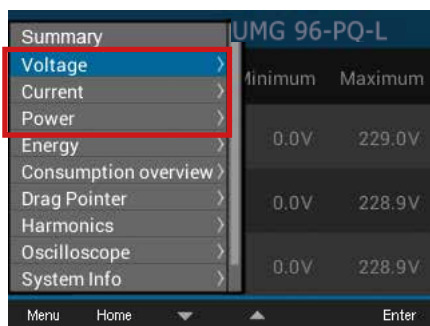 Summary
UMG 96-PQ-L
Voltage
Minimum Maximum
Current
Power
Energy
0.0V 229.0V
Consumption overview
Drag Pointer
0.0V 228.9V
Harmonics
Oscilloscope
0.0V 228.9V
System Info
Menu Home Enter